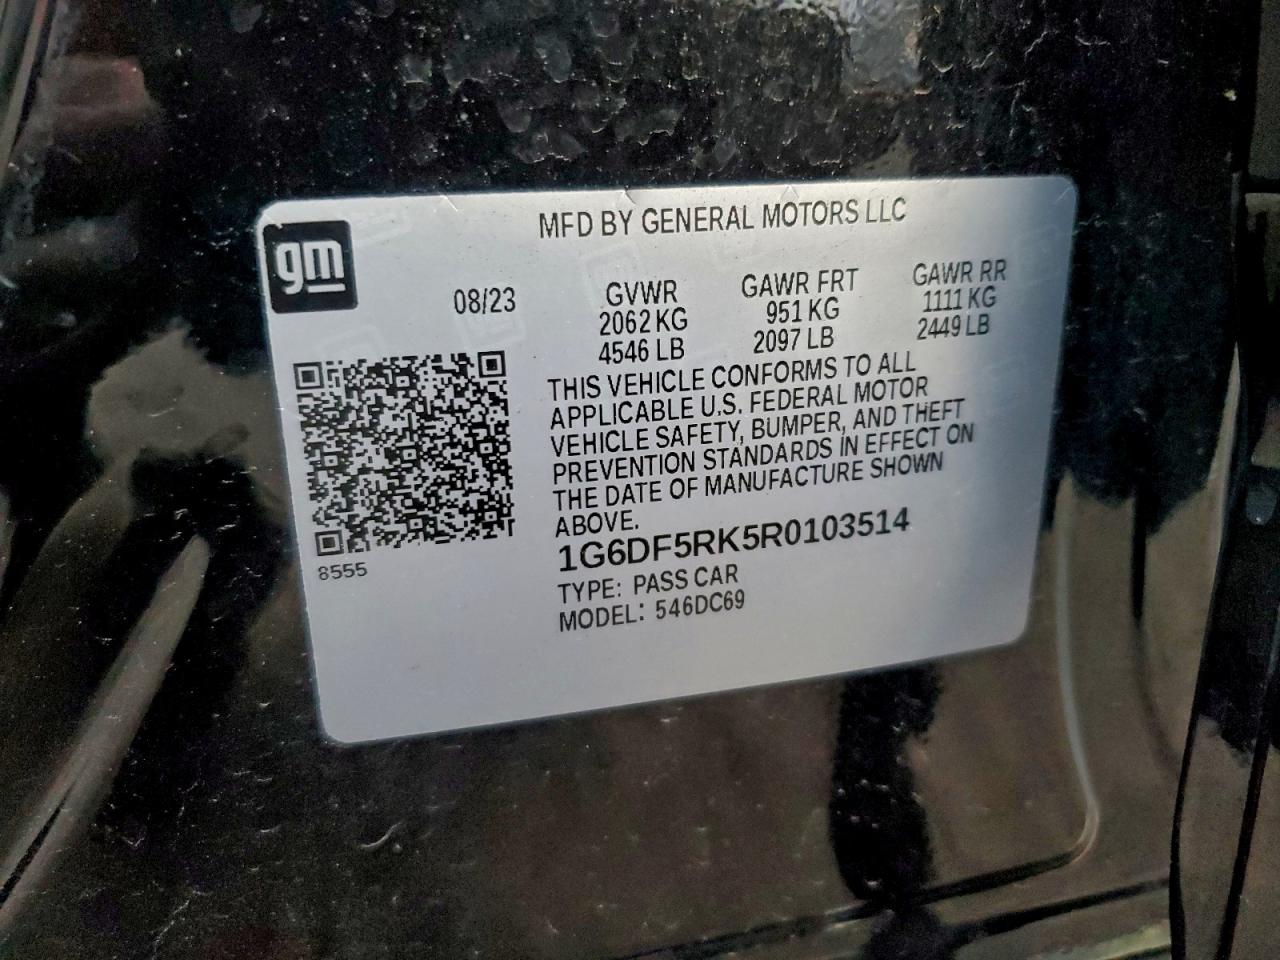 MFD BY GENERAL MOTORS LLC
gm
08/23
GVWR
2062 KG
4546 LB
GAWR FRT
951 KG
2097 LB
GAWR RR
1111 KG
2449 LB
THIS VEHICLE CONFORMS TO ALL
APPLICABLE U.S. FEDERAL MOTOR
VEHICLE SAFETY, BUMPER, AND THEFT
PREVENTION STANDARDS IN EFFECT ON
THE DATE OF MANUFACTURE SHOWN
ABOVE.
1G6DF5RK5R0103514
TYPE: PASS CAR
MODEL: 546DC69
8555